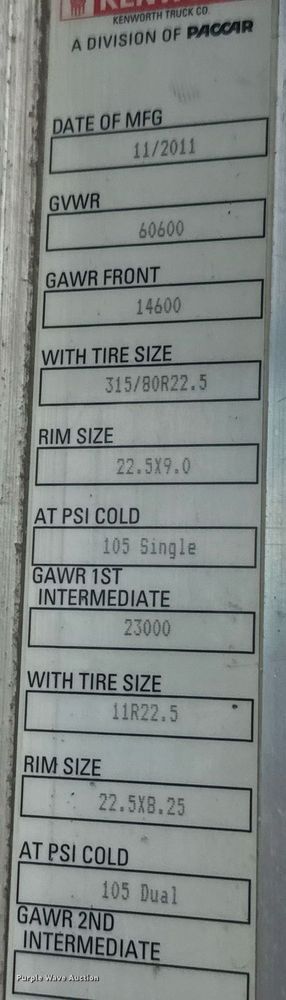 KENWORTH TRUCK CO.
A DIVISION OF PACCAR
DATE OF MFG
11/2011
GVWR
60600
GAWR FRONT
14600
WITH TIRE SIZE
315/80R22.5
RIM SIZE
22.5X9.0
AT PSI COLD
105 Single
GAWR 1ST
INTERMEDIATE
23000
WITH TIRE SIZE
11R22.5
RIM SIZE
22.5X8.25
AT PSI COLD
105 Dual
GAWR 2ND
INTERMEDIATE
Purple Wave Auction